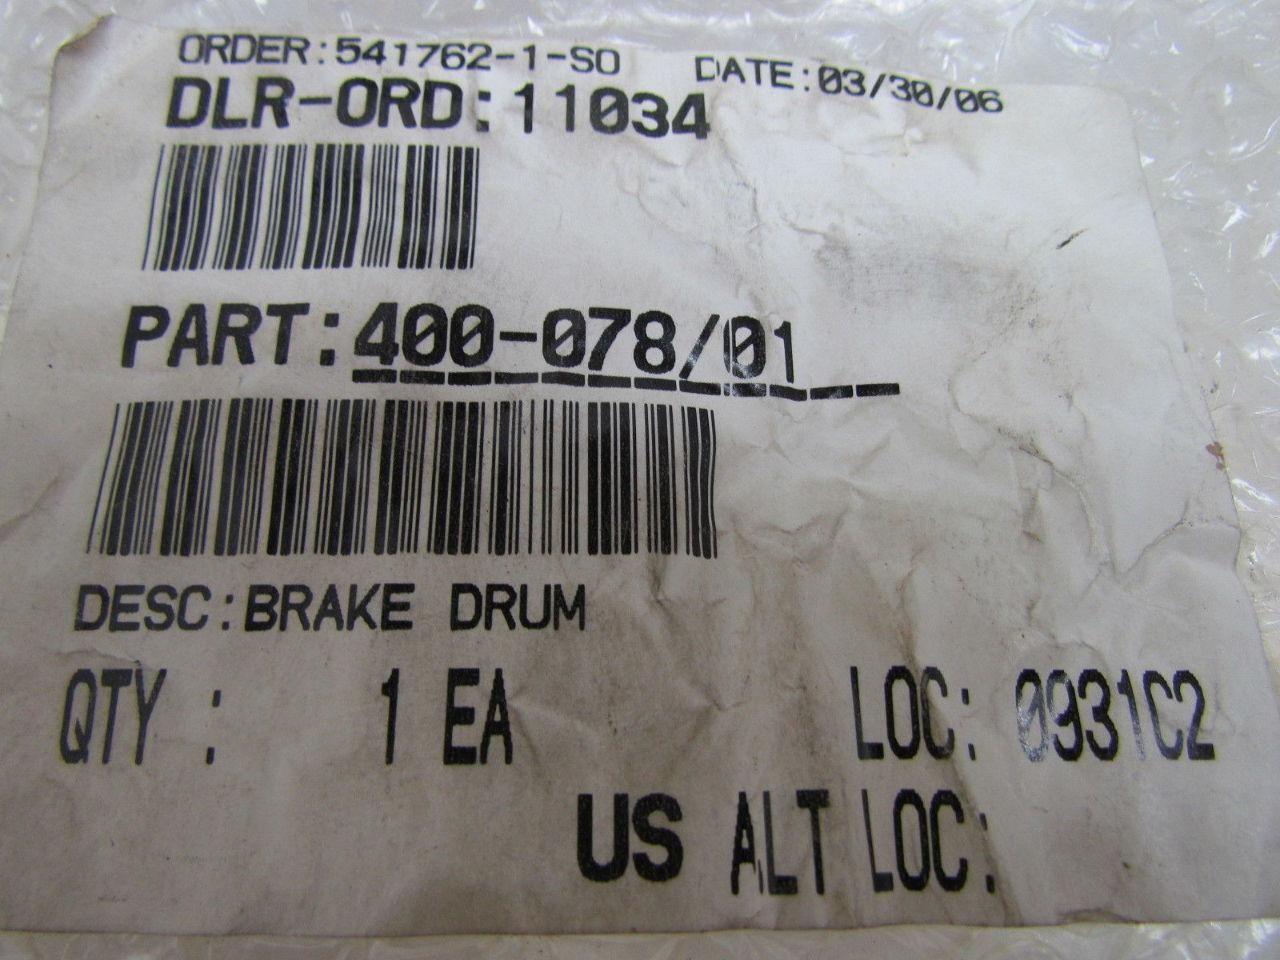 ORDER:541762-1-SO DATE:03/30/06
DLR-ORD:11034
PART:400-078/01
DESC:BRAKE DRUM
QTY : 1 EA LOC: 0931C2
US ALT LOC: